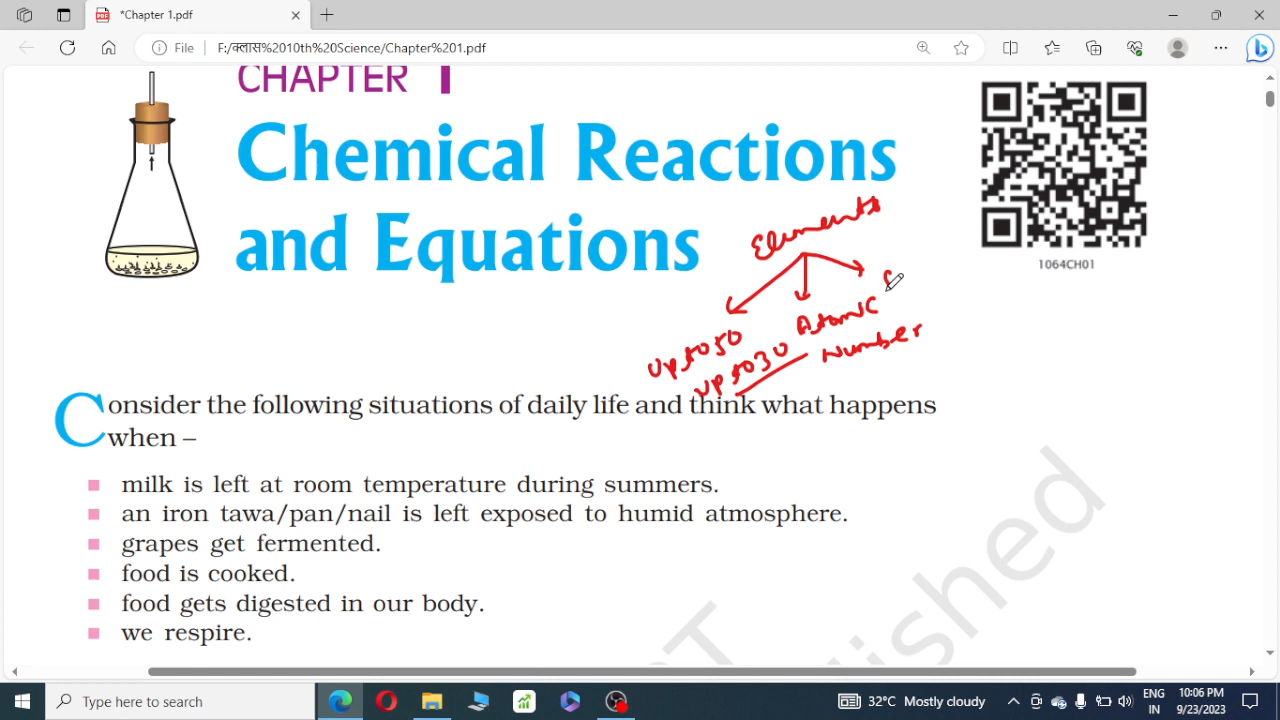 *Chapter 1.pdf
File F:/क्लास%2010th%20Science/Chapter%201.pdf
CHAPTER 1
Chemical Reactions
and Equations
1064CH01
Elements
Upto50
Upto30
Atomic
Number
Consider the following situations of daily life and think what happens
when –
milk is left at room temperature during summers.
an iron tawa/pan/nail is left exposed to humid atmosphere.
grapes get fermented.
food is cooked.
food gets digested in our body.
we respire.
Type here to search
32°C Mostly cloudy
ENG
IN
10:06 PM
9/23/2023